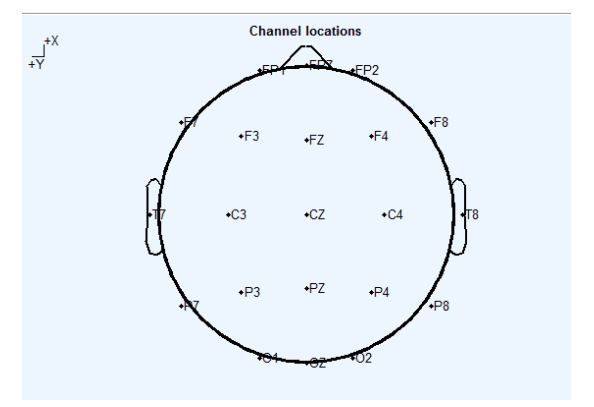 Channel locations
+X
+Y
FP1 FPZ FP2
F7 F8
F3 FZ F4
T7 C3 CZ C4 T8
P3 PZ P4
P7 P8
O1 OZ O2